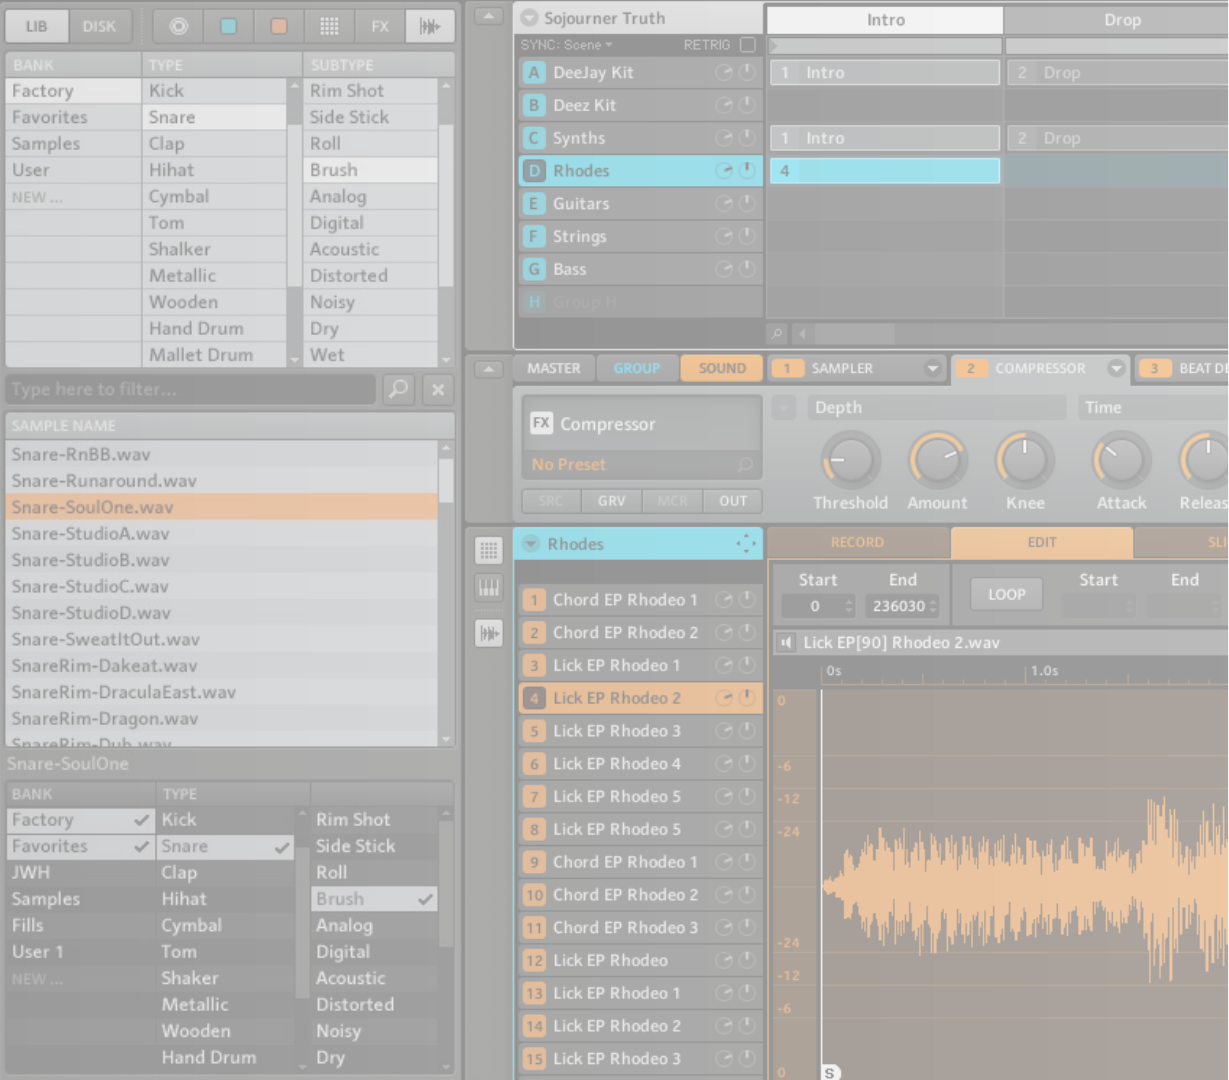 LIB DISK FX
BANK TYPE SUBTYPE
Factory Kick Rim Shot
Favorites Snare Side Stick
Samples Clap Roll
User Hihat Brush
NEW ... Cymbal Analog
Tom Digital
Shalker Acoustic
Metallic Distorted
Wooden Noisy
Hand Drum Dry
Mallet Drum Wet
Type here to filter...
SAMPLE NAME
Snare-RnBB.wav
Snare-Runaround.wav
Snare-SoulOne.wav
Snare-StudioA.wav
Snare-StudioB.wav
Snare-StudioC.wav
Snare-StudioD.wav
Snare-SweatItOut.wav
SnareRim-Dakeat.wav
SnareRim-DraculaEast.wav
SnareRim-Dragon.wav
SnareRim-Dub.wav
Snare-SoulOne
BANK TYPE
Factory Kick Rim Shot
Favorites Snare Side Stick
JWH Clap Roll
Samples Hihat Brush
Fills Cymbal Analog
User 1 Tom Digital
NEW ... Shaker Acoustic
Metallic Distorted
Wooden Noisy
Hand Drum Dry
Sojourner Truth Intro Drop
SYNC: Scene RETRIG
A DeeJay Kit 1 Intro 2 Drop
B Deez Kit
C Synths 1 Intro 2 Drop
D Rhodes 4
E Guitars
F Strings
G Bass
H Group H
MASTER GROUP SOUND 1 SAMPLER 2 COMPRESSOR 3 BEAT DE
FX Compressor Depth Time
No Preset
SRC GRV MCR OUT Threshold Amount Knee Attack Releas
Rhodes RECORD EDIT SLI
Start End LOOP Start End
0 236030
Lick EP[90] Rhodeo 2.wav
0s 1.0s
1 Chord EP Rhodeo 1
2 Chord EP Rhodeo 2
3 Lick EP Rhodeo 1
4 Lick EP Rhodeo 2
5 Lick EP Rhodeo 3
6 Lick EP Rhodeo 4
7 Lick EP Rhodeo 5
8 Lick EP Rhodeo 5
9 Chord EP Rhodeo 1
10 Chord EP Rhodeo 2
11 Chord EP Rhodeo 3
12 Lick EP Rhodeo
13 Lick EP Rhodeo 1
14 Lick EP Rhodeo 2
15 Lick EP Rhodeo 3
0
-6
-12
-24
-24
-12
-6
0
S